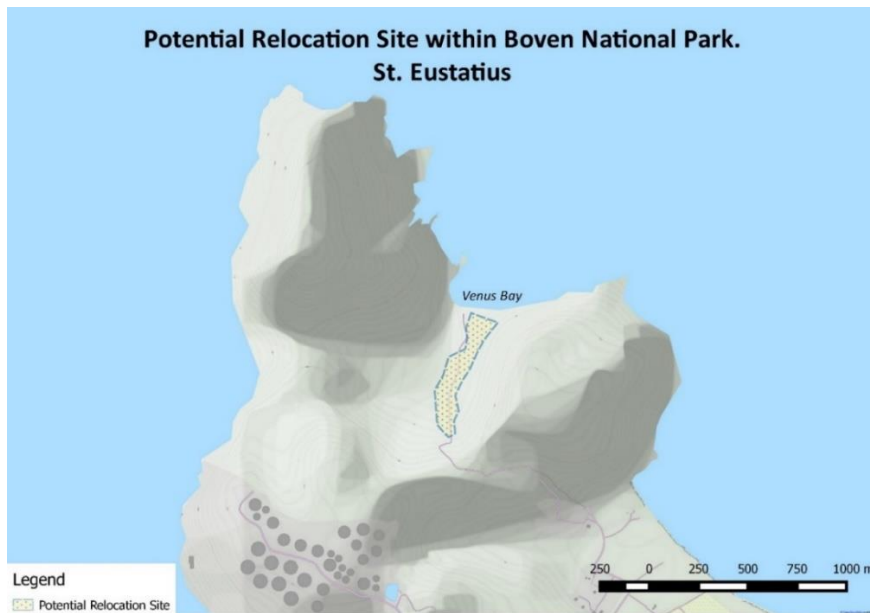 Potential Relocation Site within Boven National Park.
St. Eustatius
Venus Bay
250 0 250 500 750 1000 m
Legend
Potential Relocation Site